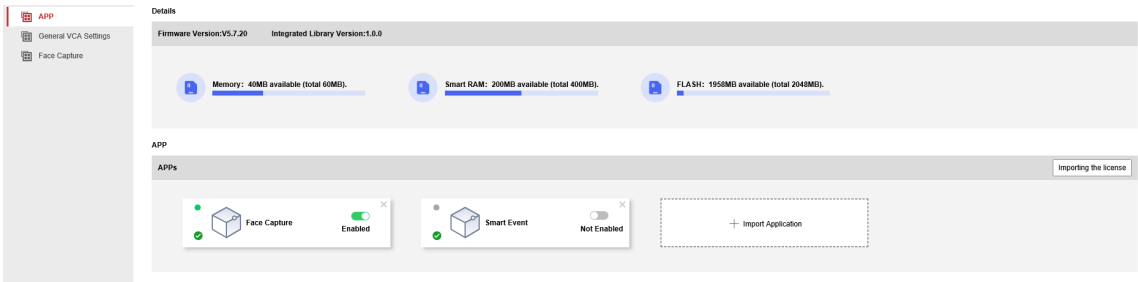 APP
General VCA Settings
Face Capture
Details
Firmware Version:V5.7.20 Integrated Library Version:1.0.0
Memory: 40MB available (total 60MB). Smart RAM: 200MB available (total 400MB). FLASH: 1958MB available (total 2048MB).
APP
APPs Importing the license
Face Capture Enabled
Smart Event Not Enabled
+ Import Application